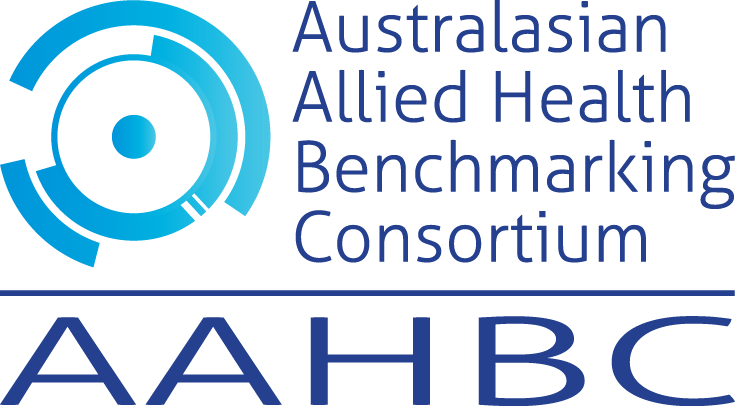 Australasian
Allied Health
Benchmarking
Consortium
AAHBC